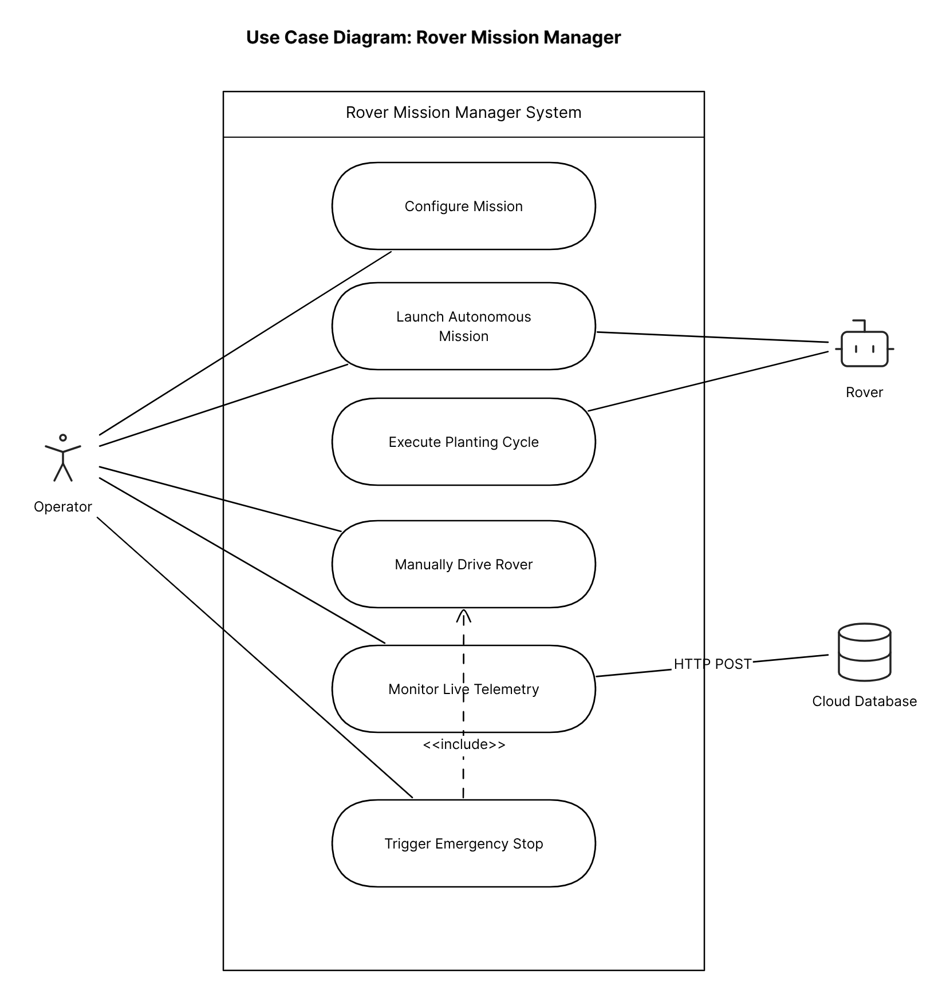 Use Case Diagram: Rover Mission Manager
Rover Mission Manager System
Configure Mission
Launch Autonomous
Mission
Rover
Execute Planting Cycle
Operator
Manually Drive Rover
HTTP POST
Monitor Live Telemetry
Cloud Database
<<include>>
Trigger Emergency Stop